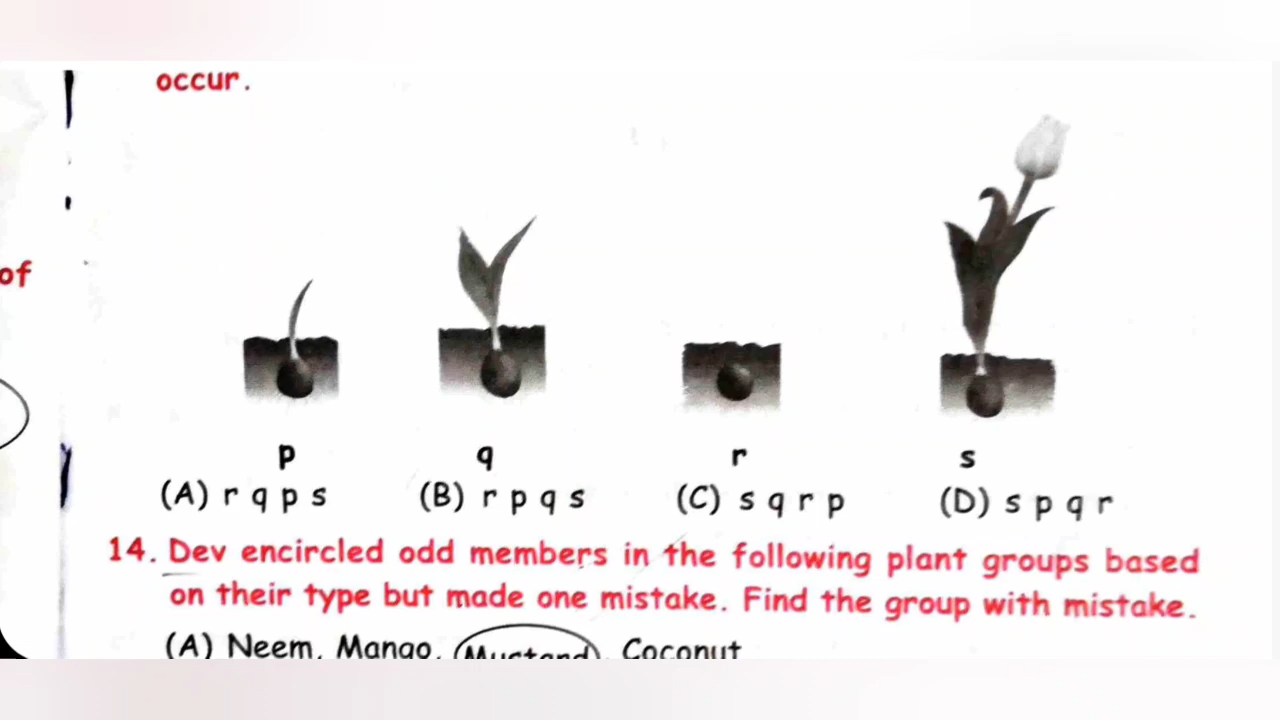 occur.
of
p q r s
(A) r q p s (B) r p q s (C) s q r p (D) s p q r
14. Dev encircled odd members in the following plant groups based
on their type but made one mistake. Find the group with mistake.
(A) Neem, Mango, Mustard, Coconut